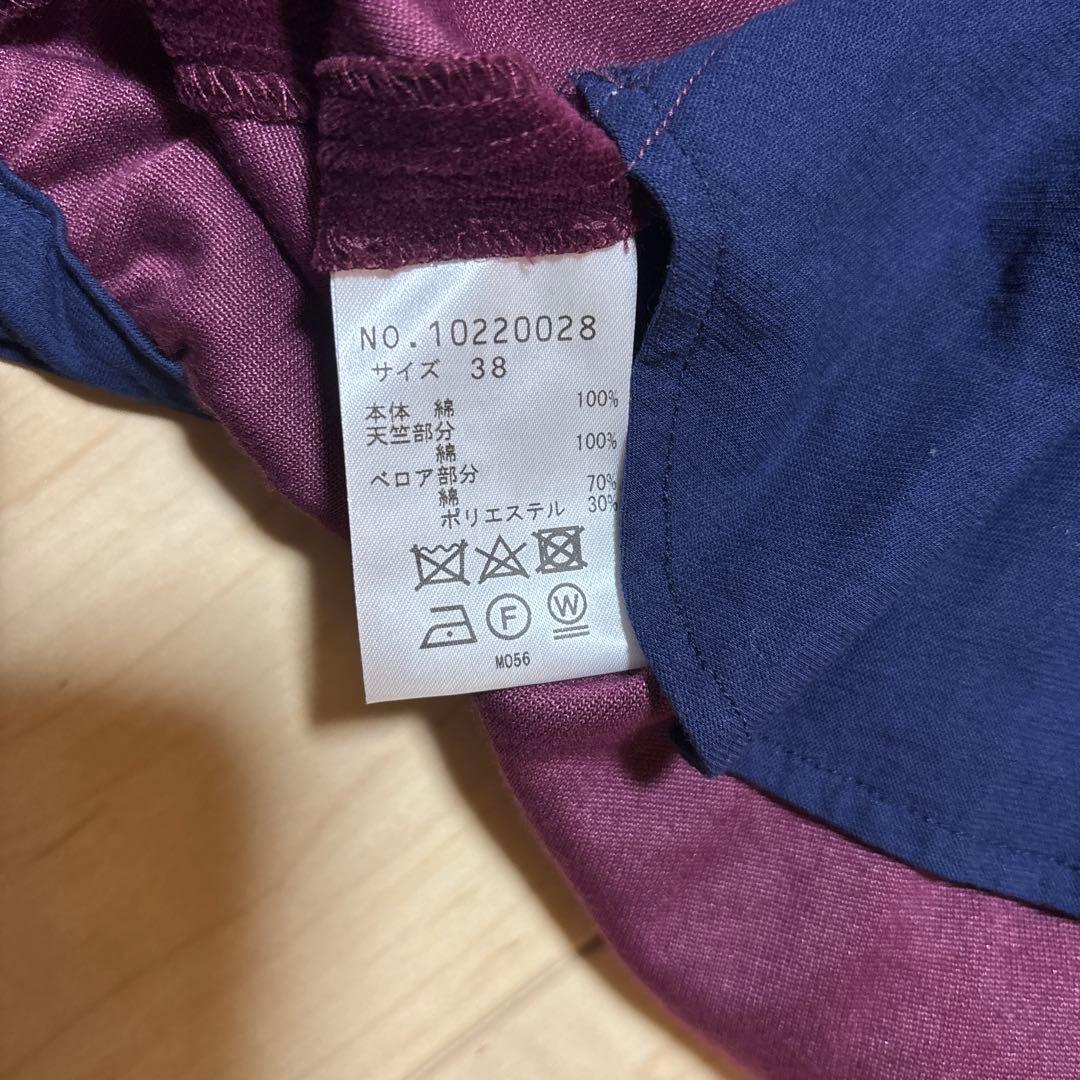 NO.10220028
サイズ 38
本体 綿 100%
天竺部分
綿 100%
ベロア部分
綿 70%
ポリエステル 30%
F W
M056